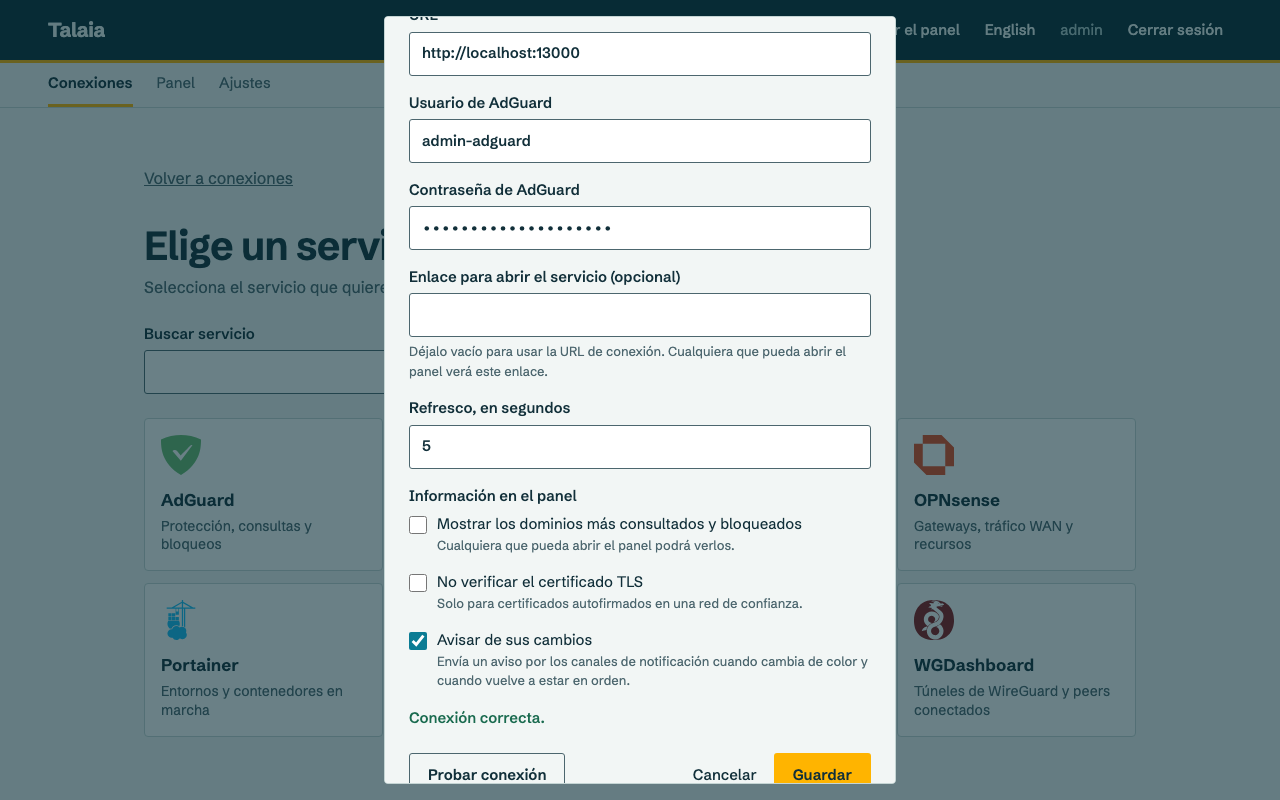 Talaia
r el panel
English
admin
Cerrar sesión
Conexiones
Panel
Ajustes
Volver a conexiones
Elige un servi
Selecciona el servicio que quiere
Buscar servicio
AdGuard
Protección, consultas y
bloqueos
OPNsense
Gateways, tráfico WAN y
recursos
Portainer
Entornos y contenedores en
marcha
WGDashboard
Túneles de WireGuard y peers
conectados
URL
http://localhost:13000
Usuario de AdGuard
admin-adguard
Contraseña de AdGuard
••••••••••••••••••••
Enlace para abrir el servicio (opcional)
Déjalo vacío para usar la URL de conexión. Cualquiera que pueda abrir el
panel verá este enlace.
Refresco, en segundos
5
Información en el panel
Mostrar los dominios más consultados y bloqueados
Cualquiera que pueda abrir el panel podrá verlos.
No verificar el certificado TLS
Solo para certificados autofirmados en una red de confianza.
Avisar de sus cambios
Envía un aviso por los canales de notificación cuando cambia de color y
cuando vuelve a estar en orden.
Conexión correcta.
Probar conexión
Cancelar
Guardar